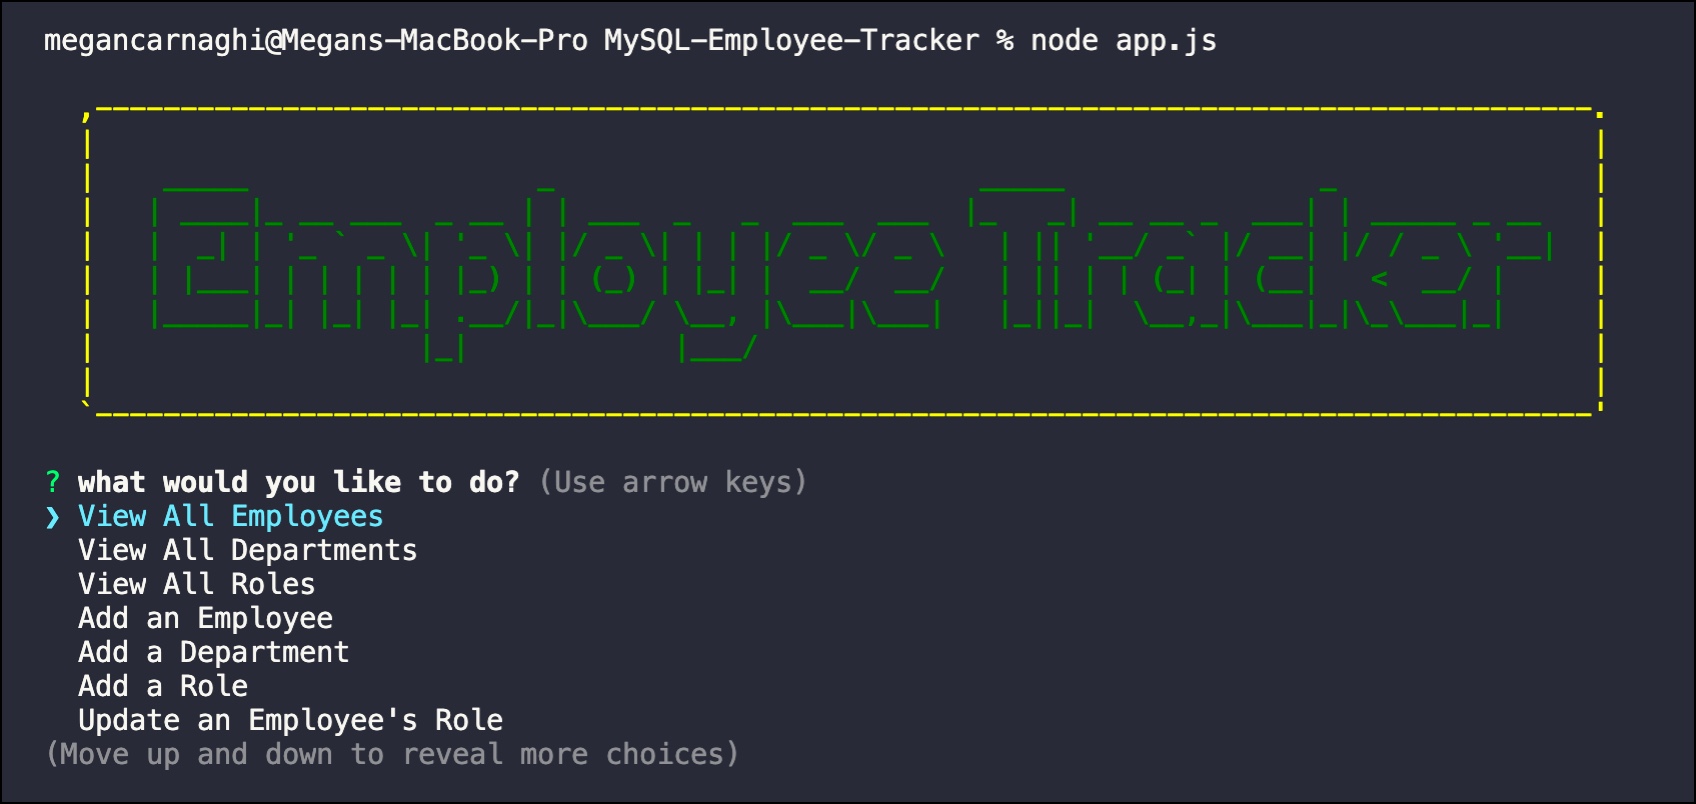 megancarnaghi@Megans-MacBook-Pro MySQL-Employee-Tracker % node app.js
Employee Tracker
? what would you like to do? (Use arrow keys)
❯ View All Employees
View All Departments
View All Roles
Add an Employee
Add a Department
Add a Role
Update an Employee's Role
(Move up and down to reveal more choices)